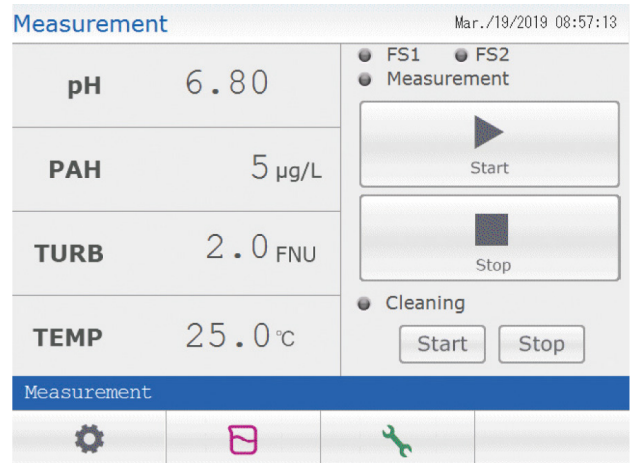 Measurement
Mar./19/2019 08:57:13
pH 6.80
PAH 5 µg/L
TURB 2.0 FNU
TEMP 25.0 ℃
FS1 FS2
Measurement
Start
Stop
Cleaning
Start Stop
Measurement